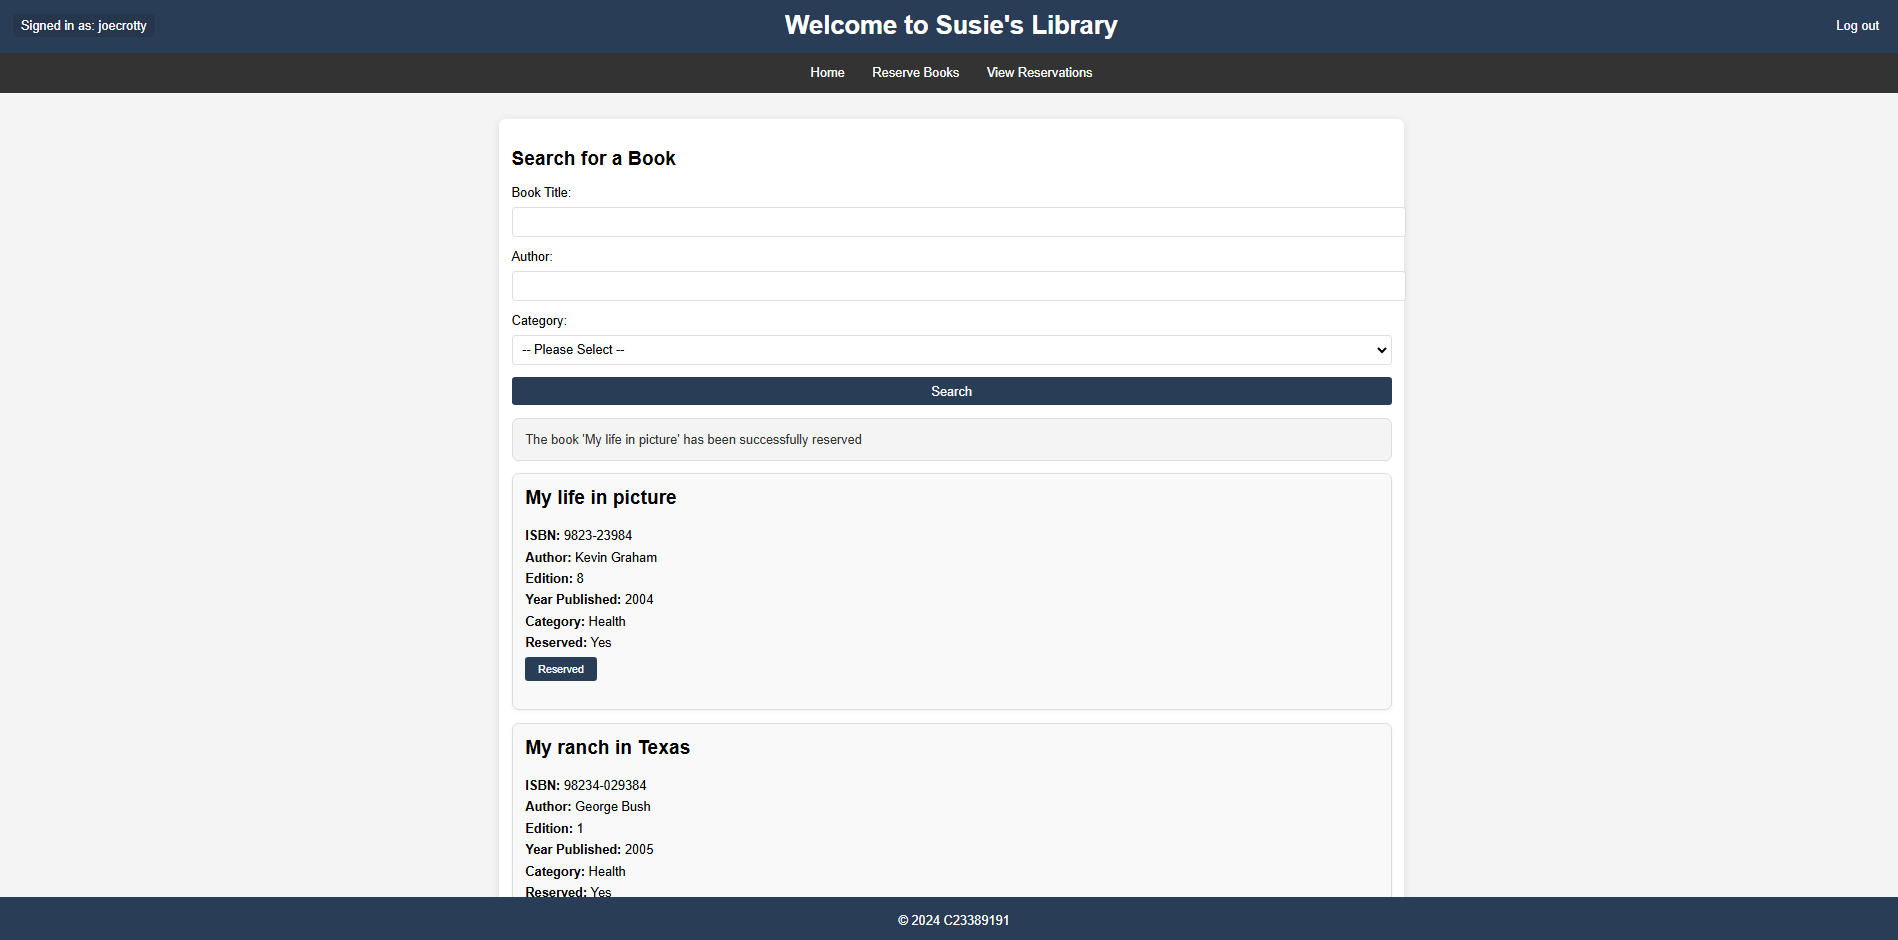 Signed in as: joecrotty
Welcome to Susie's Library
Log out
Home Reserve Books View Reservations
Search for a Book
Book Title:
Author:
Category:
-- Please Select --
Search
The book 'My life in picture' has been successfully reserved
My life in picture
ISBN: 9823-23984
Author: Kevin Graham
Edition: 8
Year Published: 2004
Category: Health
Reserved: Yes
Reserved
My ranch in Texas
ISBN: 98234-029384
Author: George Bush
Edition: 1
Year Published: 2005
Category: Health
Reserved: Yes
© 2024 C23389191